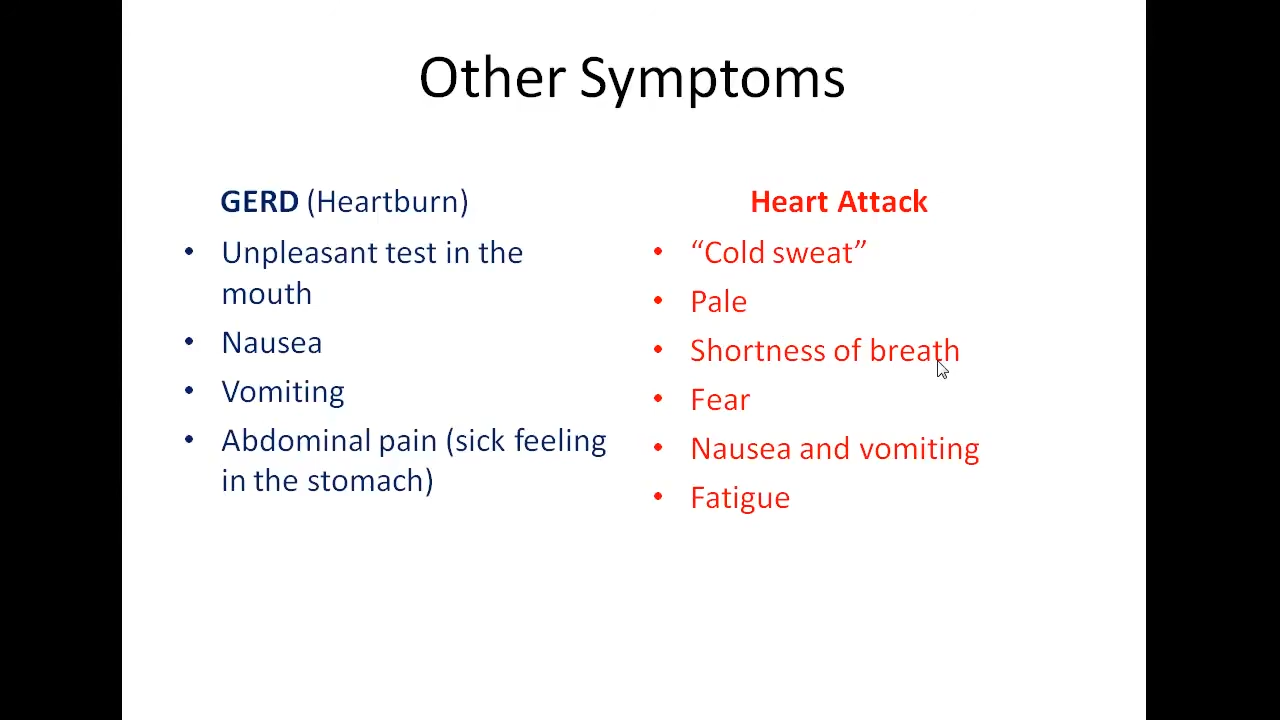 Other Symptoms
GERD (Heartburn)
• Unpleasant test in the
mouth
• Nausea
• Vomiting
• Abdominal pain (sick feeling
in the stomach)
Heart Attack
• “Cold sweat”
• Pale
• Shortness of breath
• Fear
• Nausea and vomiting
• Fatigue